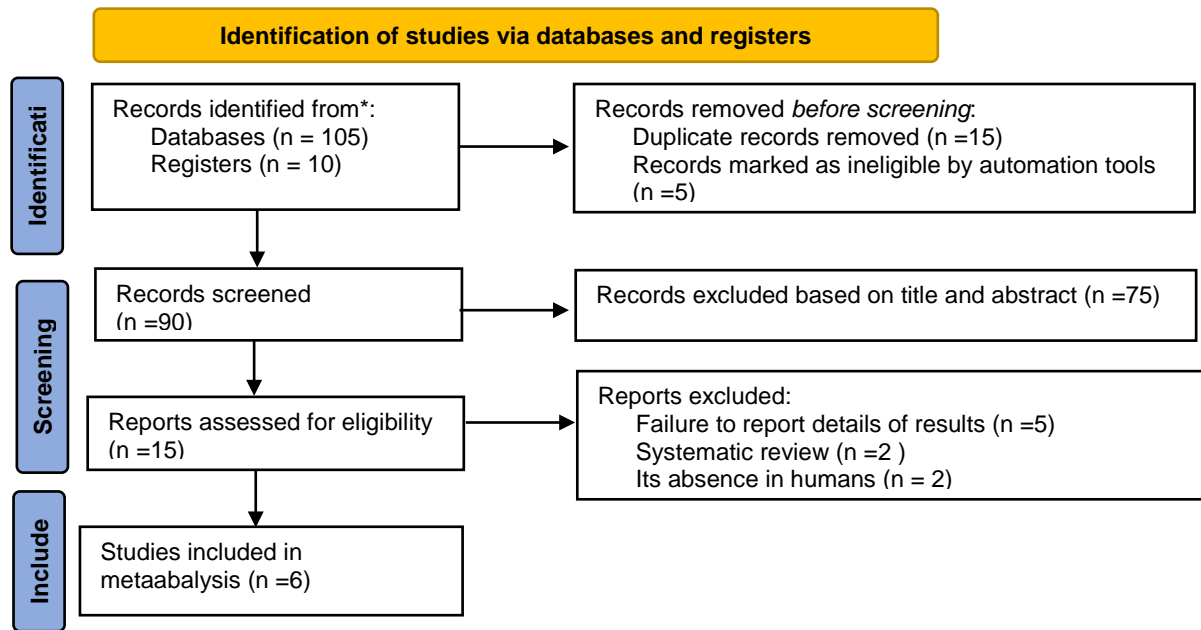 Identification of studies via databases and registers
Identificati
Records identified from*:
Databases (n = 105)
Registers (n = 10)
Records removed before screening:
Duplicate records removed (n =15)
Records marked as ineligible by automation tools
(n =5)
Screening
Records screened
(n =90)
Records excluded based on title and abstract (n =75)
Reports assessed for eligibility
(n =15)
Reports excluded:
Failure to report details of results (n =5)
Systematic review (n =2 )
Its absence in humans (n = 2)
Include
Studies included in
metaabalysis (n =6)